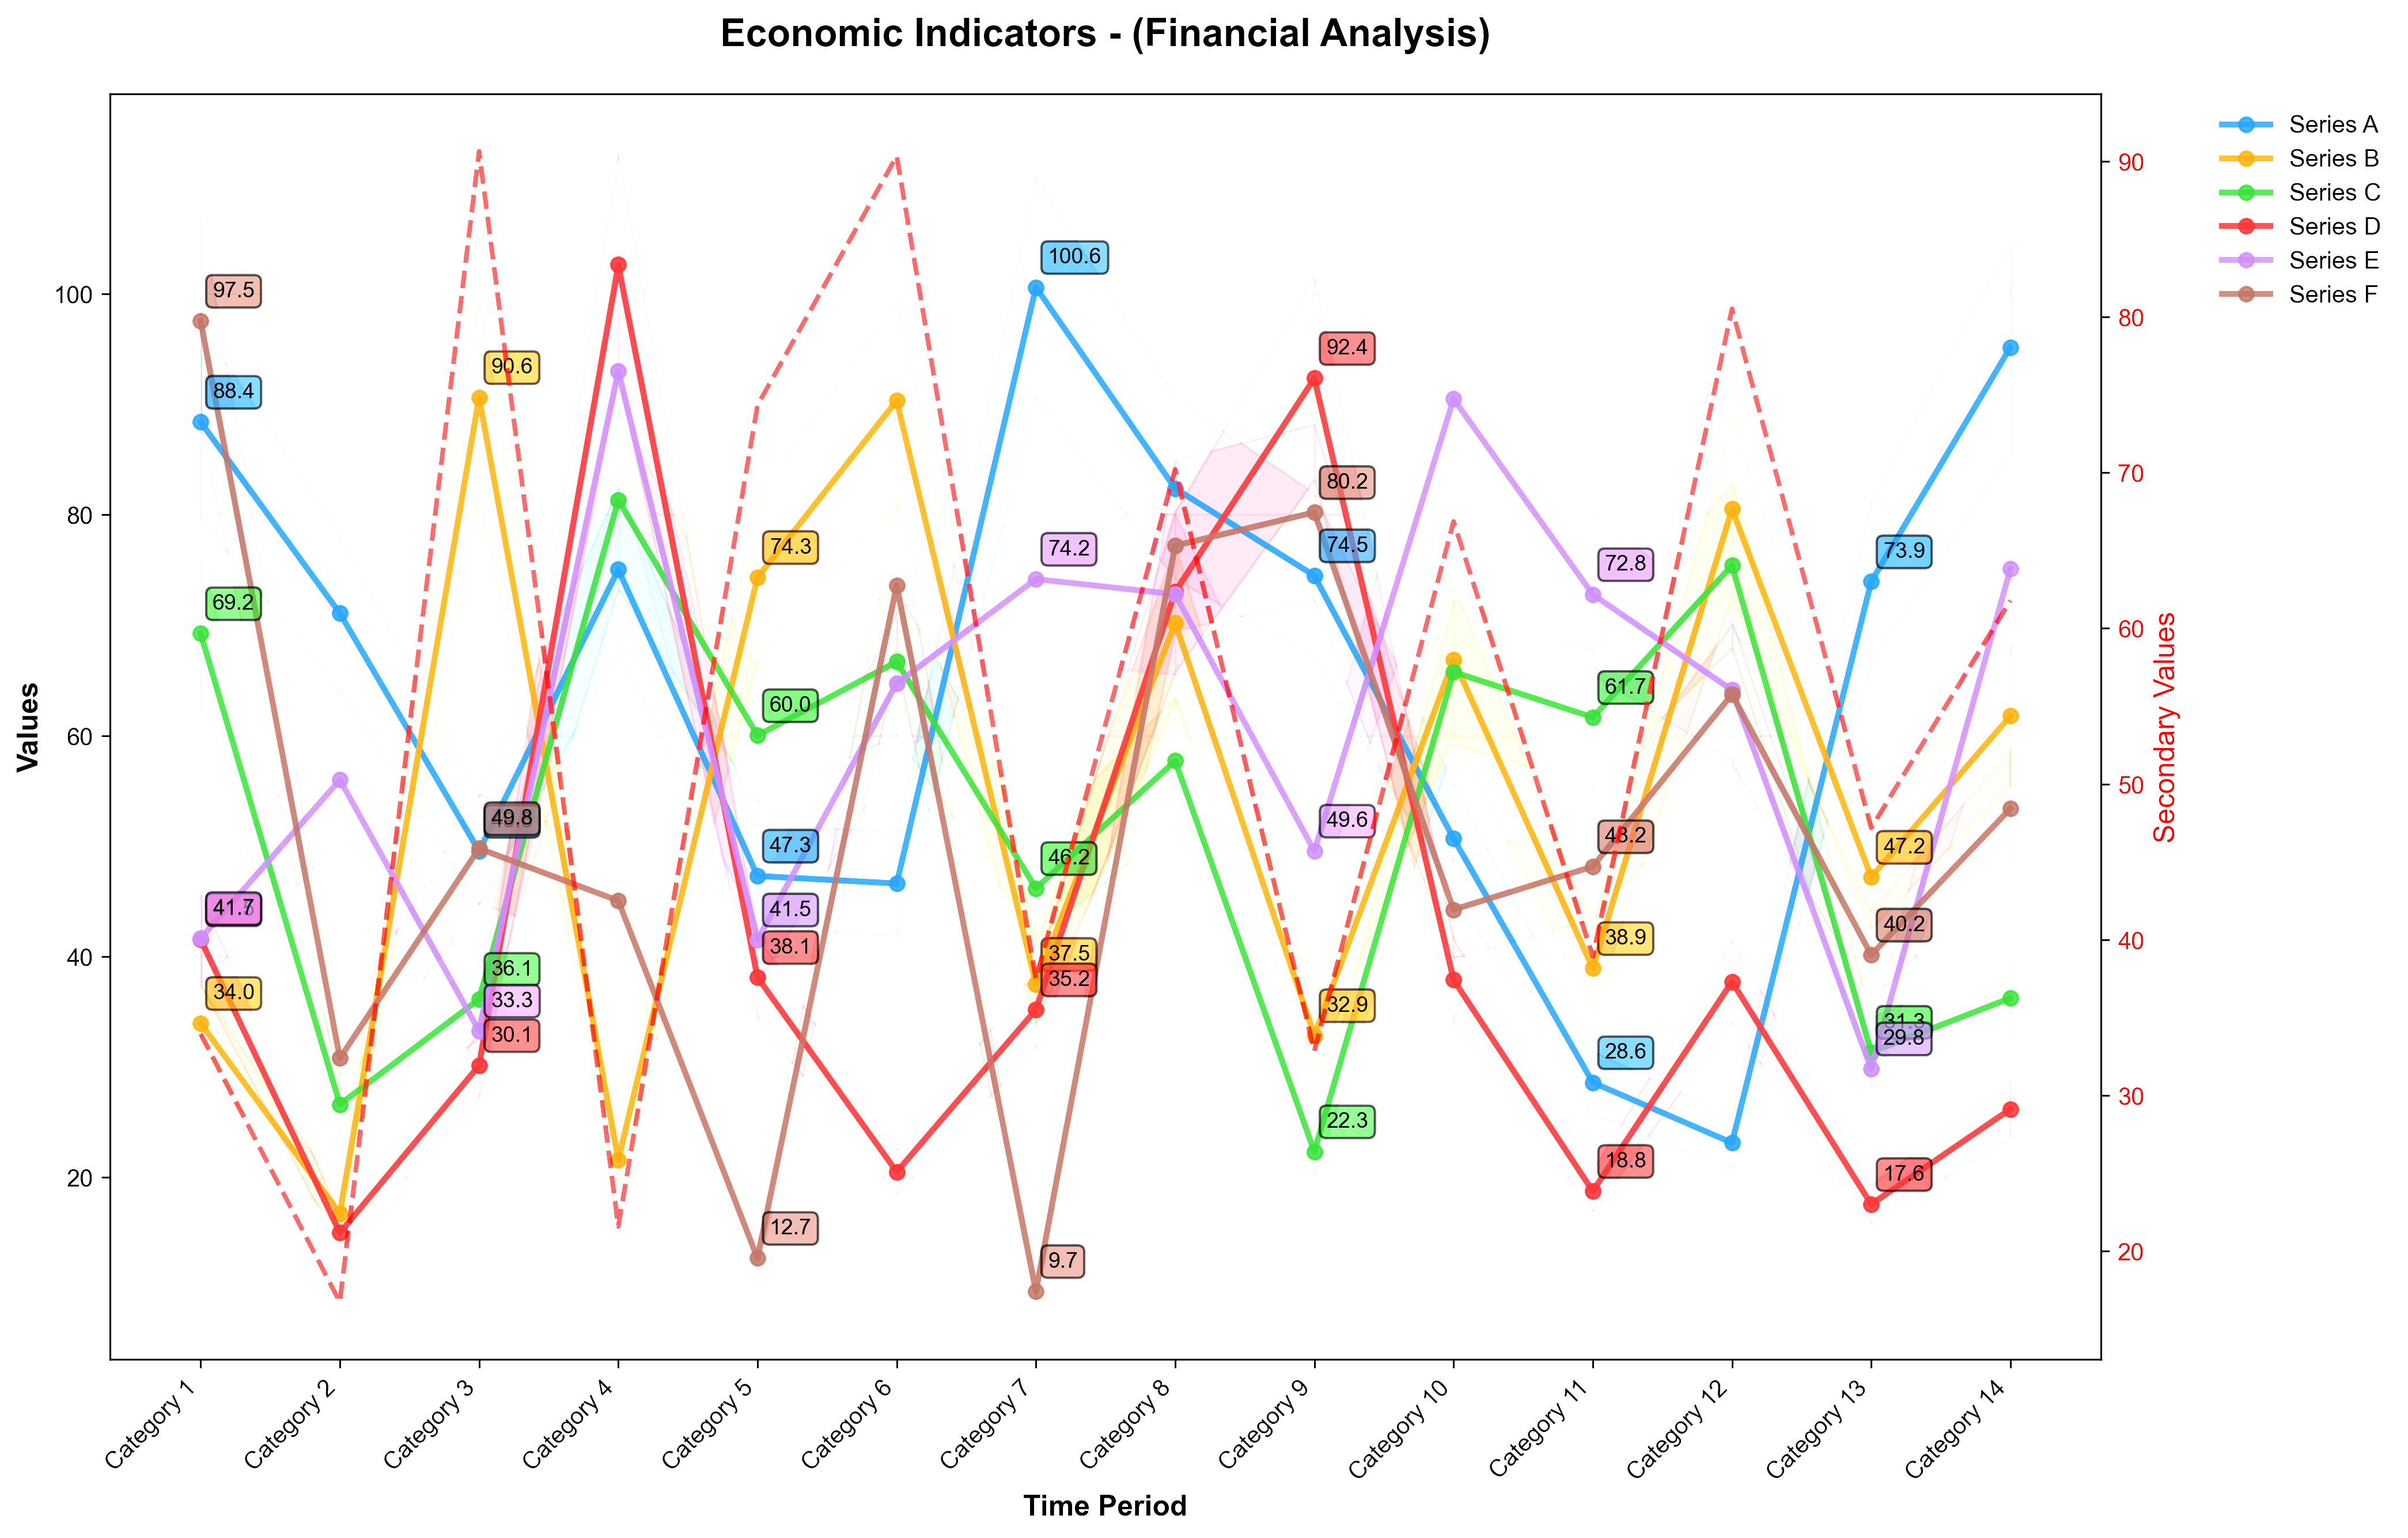 Economic Indicators - (Financial Analysis)
Series A
Series B
Series C
Series D
Series E
Series F
Values
100
80
60
40
20
Secondary Values
90
80
70
60
50
40
30
20
97.5
88.4
69.2
41.7
34.0
90.6
49.8
36.1
33.3
30.1
74.3
60.0
47.3
41.5
38.1
12.7
100.6
74.2
46.2
37.5
35.2
9.7
92.4
80.2
74.5
49.6
32.9
22.3
72.8
61.7
48.2
38.9
28.6
18.8
73.9
47.2
40.2
31.3
29.8
17.6
Category 1
Category 2
Category 3
Category 4
Category 5
Category 6
Category 7
Category 8
Category 9
Category 10
Category 11
Category 12
Category 13
Category 14
Time Period